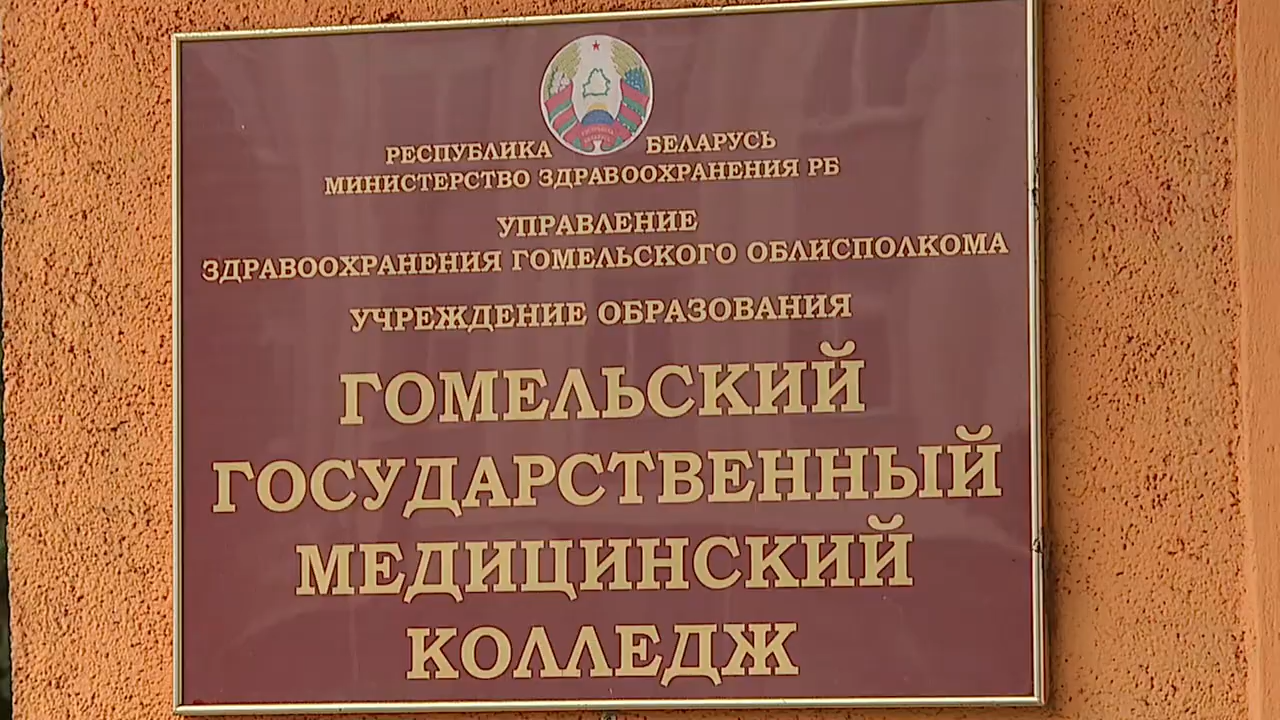 РЕСПУБЛИКА БЕЛАРУСЬ
МИНИСТЕРСТВО ЗДРАВООХРАНЕНИЯ РБ
УПРАВЛЕНИЕ
ЗДРАВООХРАНЕНИЯ ГОМЕЛЬСКОГО ОБЛИСПОЛКОМА
УЧРЕЖДЕНИЕ ОБРАЗОВАНИЯ
ГОМЕЛЬСКИЙ
ГОСУДАРСТВЕННЫЙ
МЕДИЦИНСКИЙ
КОЛЛЕДЖ